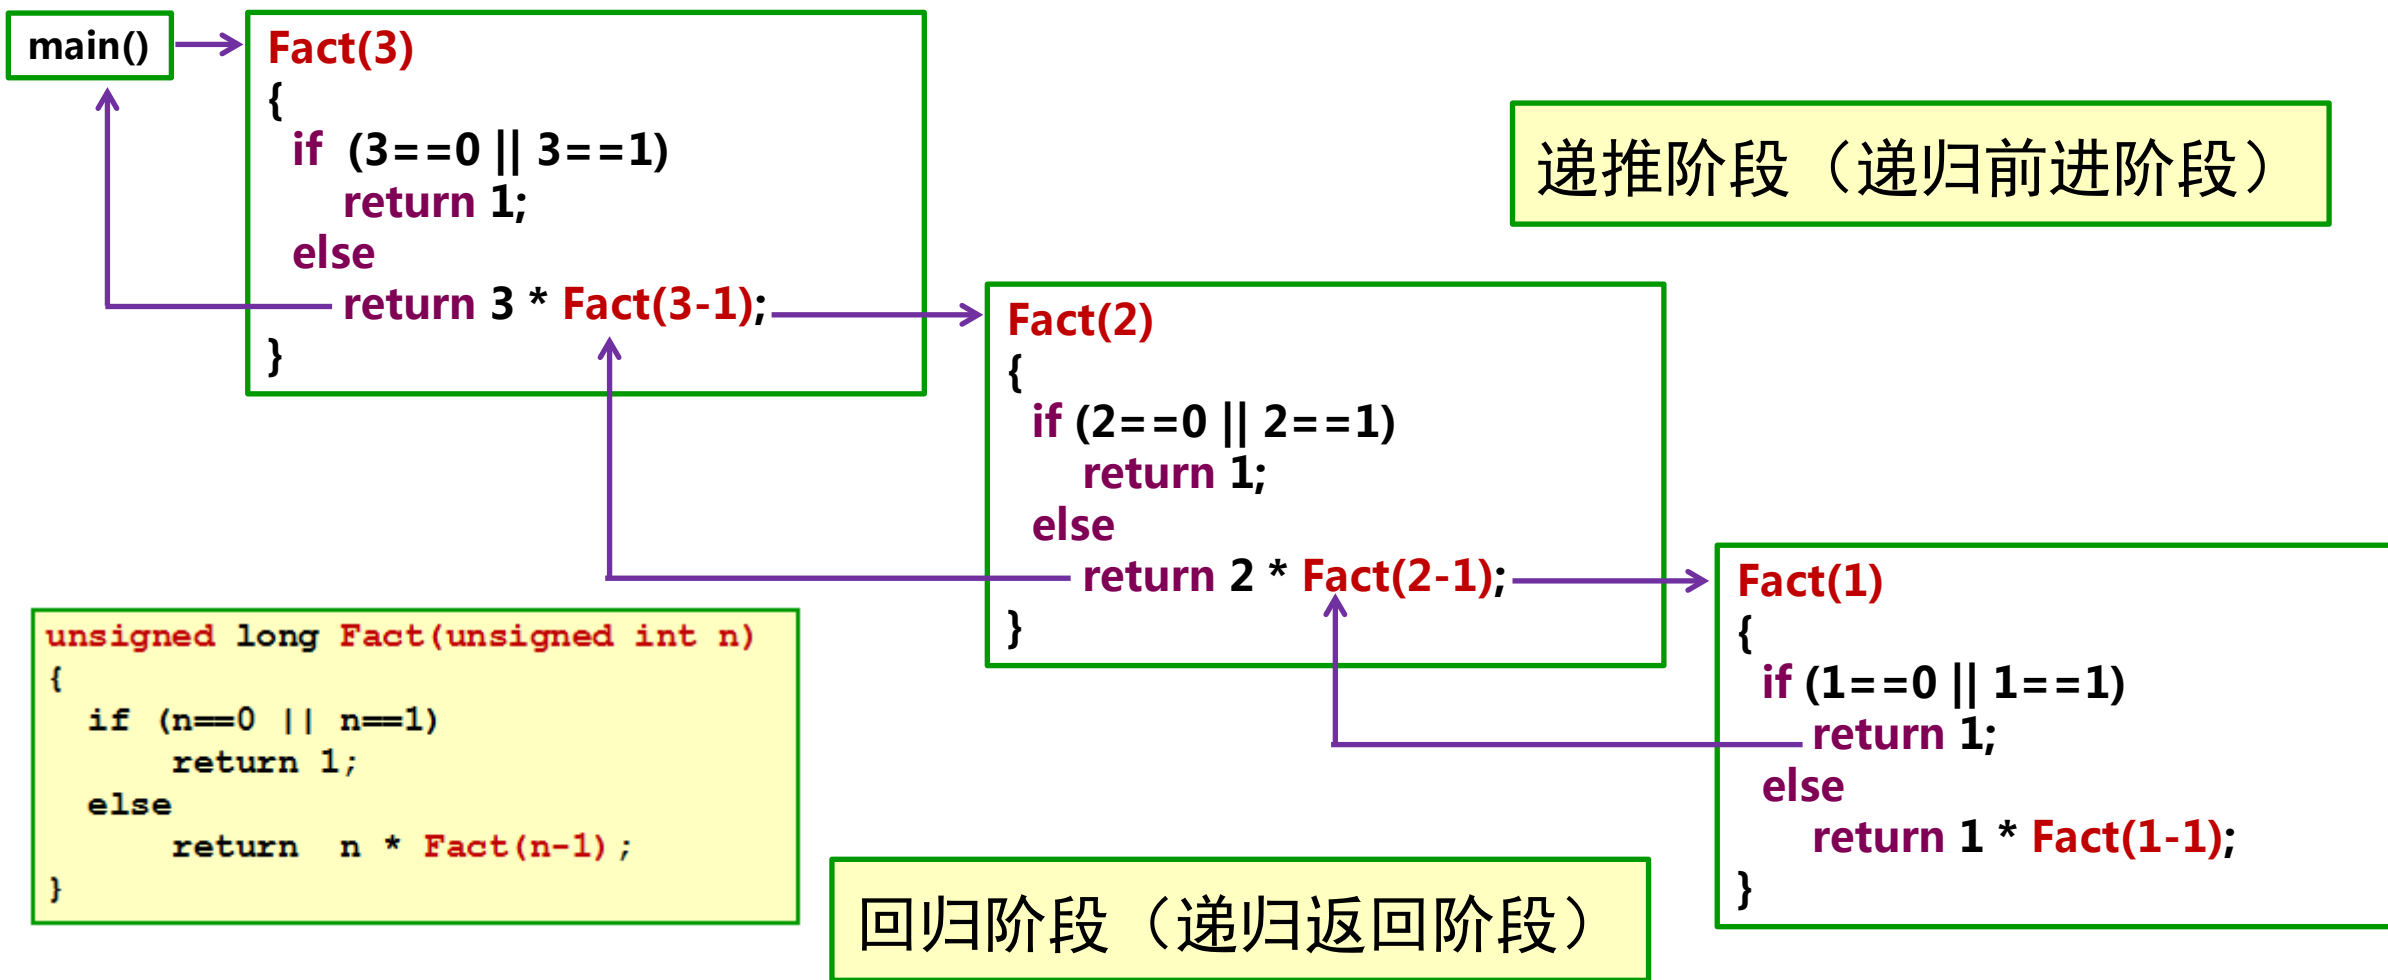 main()
Fact(3)
{
if (3==0 || 3==1)
return 1;
else
return 3 * Fact(3-1);
}
递推阶段（递归前进阶段）
Fact(2)
{
if (2==0 || 2==1)
return 1;
else
return 2 * Fact(2-1);
}
Fact(1)
{
if (1==0 || 1==1)
return 1;
else
return 1 * Fact(1-1);
}
unsigned long Fact(unsigned int n)
{
if (n==0 || n==1)
return 1;
else
return n * Fact(n-1);
}
回归阶段（递归返回阶段）